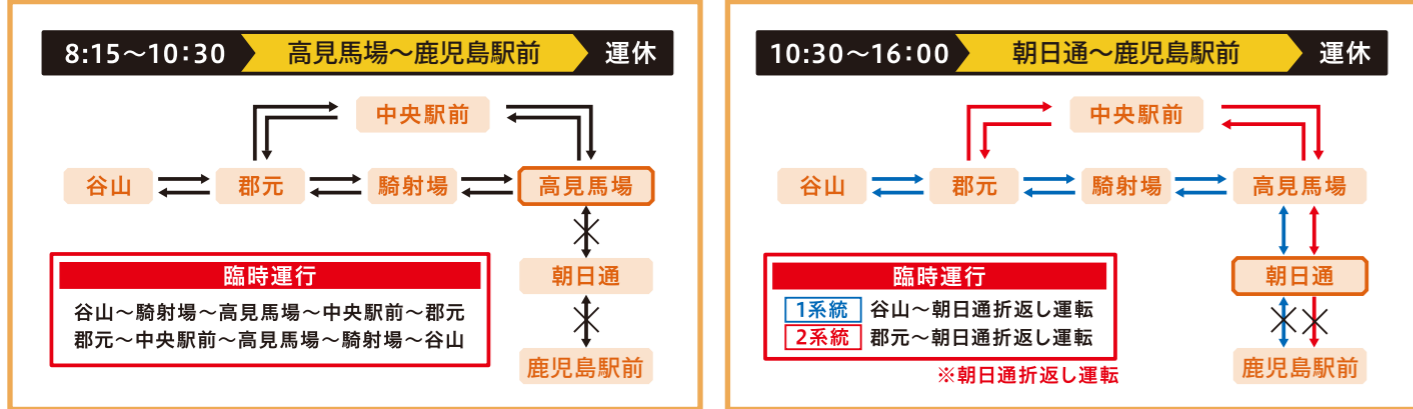 8:15～10:30 高見馬場～鹿児島駅前 運休
中央駅前
谷山 郡元 騎射場 高見馬場
朝日通
鹿児島駅前
臨時運行
谷山～騎射場～高見馬場～中央駅前～郡元
郡元～中央駅前～高見馬場～騎射場～谷山
10:30～16:00 朝日通～鹿児島駅前 運休
中央駅前
谷山 郡元 騎射場 高見馬場
朝日通
鹿児島駅前
臨時運行
1系統 谷山～朝日通折返し運転
2系統 郡元～朝日通折返し運転
※朝日通折返し運転